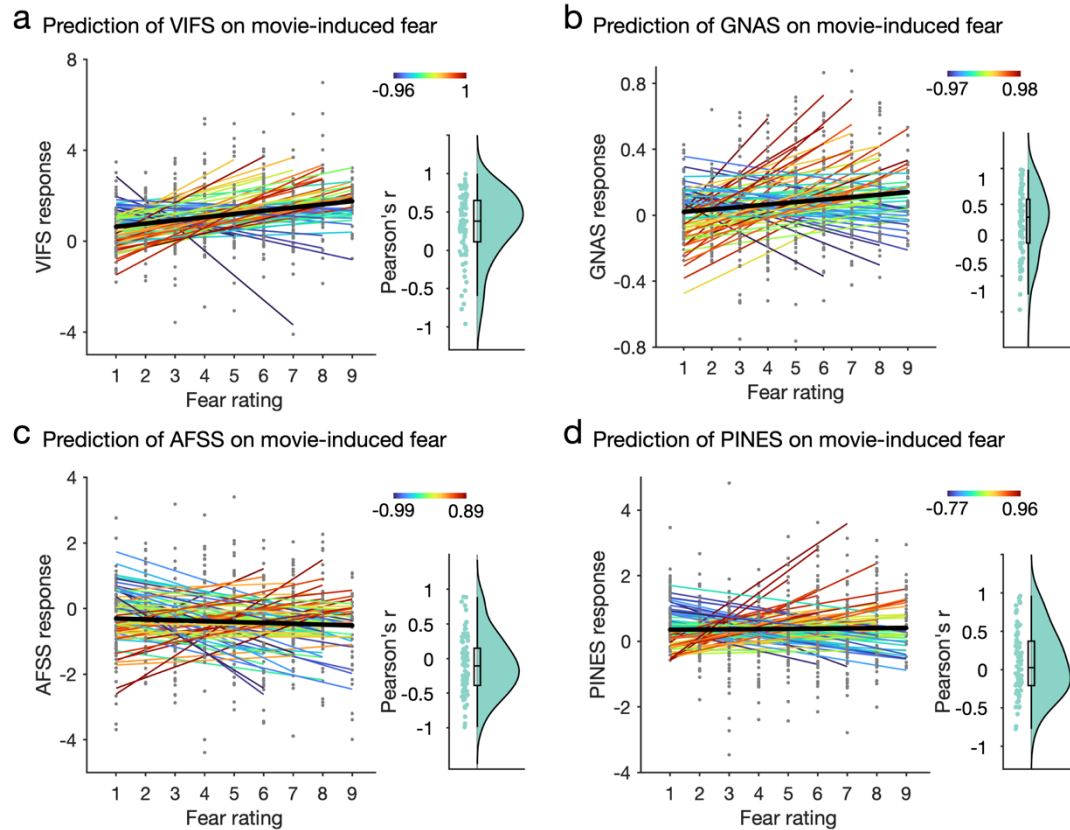 a Prediction of VIFS on movie-induced fear
8
4
0
-4
VIFS response
1 2 3 4 5 6 7 8 9
Fear rating
-0.96 1
Pearson's r
1
0.5
0
-0.5
-1
b Prediction of GNAS on movie-induced fear
0.8
0.4
0
-0.4
-0.8
GNAS response
1 2 3 4 5 6 7 8 9
Fear rating
-0.97 0.98
Pearson's r
1
0.5
0
-0.5
-1
c Prediction of AFSS on movie-induced fear
4
2
-0
-2
-4
AFSS response
1 2 3 4 5 6 7 8 9
Fear rating
-0.99 0.89
Pearson's r
1
0.5
0
-0.5
-1
d Prediction of PINES on movie-induced fear
4
2
0
-2
-4
PINES response
1 2 3 4 5 6 7 8 9
Fear rating
-0.77 0.96
Pearson's r
1
0.5
0
-0.5
-1